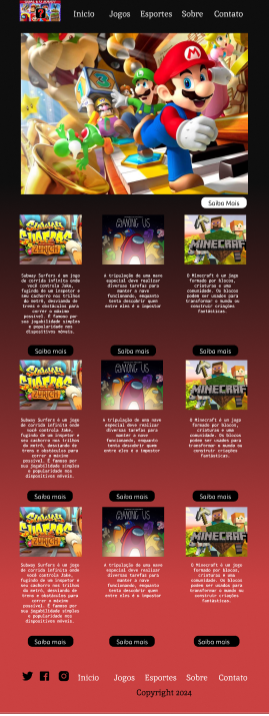 Inicio Jogos Esportes Sobre Contato
Saiba Mais
SUBWAY SURFERS ZURICH
AMONG US
MINECRAFT
Subway Surfers é um jogo
de corrida infinita onde
você controla Jake,
fugindo de um inspetor e
seu cachorro nos trilhos
do metrô, desviando de
trens e obstáculos para
correr o máximo
possível. É famoso por
sua jogabilidade simples
e popularidade nos
dispositivos móveis.
A tripulação de uma nave
especial deve realizar
diversas tarefas para
manter a nave
funcionando, enquanto
tenta descobrir quem
entre eles é o impostor
O Minecraft é um jogo
formado por blocos,
criaturas e uma
comunidade. Os blocos
podem ser usados para
transformar o mundo ou
construir criações
fantásticas.
Saiba mais
Saiba mais
Saiba mais
SUBWAY SURFERS ZURICH
AMONG US
MINECRAFT
Subway Surfers é um jogo
de corrida infinita onde
você controla Jake,
fugindo de um inspetor e
seu cachorro nos trilhos
do metrô, desviando de
trens e obstáculos para
correr o máximo
possível. É famoso por
sua jogabilidade simples
e popularidade nos
dispositivos móveis.
A tripulação de uma nave
especial deve realizar
diversas tarefas para
manter a nave
funcionando, enquanto
tenta descobrir quem
entre eles é o impostor
O Minecraft é um jogo
formado por blocos,
criaturas e uma
comunidade. Os blocos
podem ser usados para
transformar o mundo ou
construir criações
fantásticas.
Saiba mais
Saiba mais
Saiba mais
SUBWAY SURFERS ZURICH
AMONG US
MINECRAFT
Subway Surfers é um jogo
de corrida infinita onde
você controla Jake,
fugindo de um inspetor e
seu cachorro nos trilhos
do metrô, desviando de
trens e obstáculos para
correr o máximo
possível. É famoso por
sua jogabilidade simples
e popularidade nos
dispositivos móveis.
A tripulação de uma nave
especial deve realizar
diversas tarefas para
manter a nave
funcionando, enquanto
tenta descobrir quem
entre eles é o impostor
O Minecraft é um jogo
formado por blocos,
criaturas e uma
comunidade. Os blocos
podem ser usados para
transformar o mundo ou
construir criações
fantásticas.
Saiba mais
Saiba mais
Saiba mais
Inicio Jogos Esportes Sobre Contato
Copyright 2024